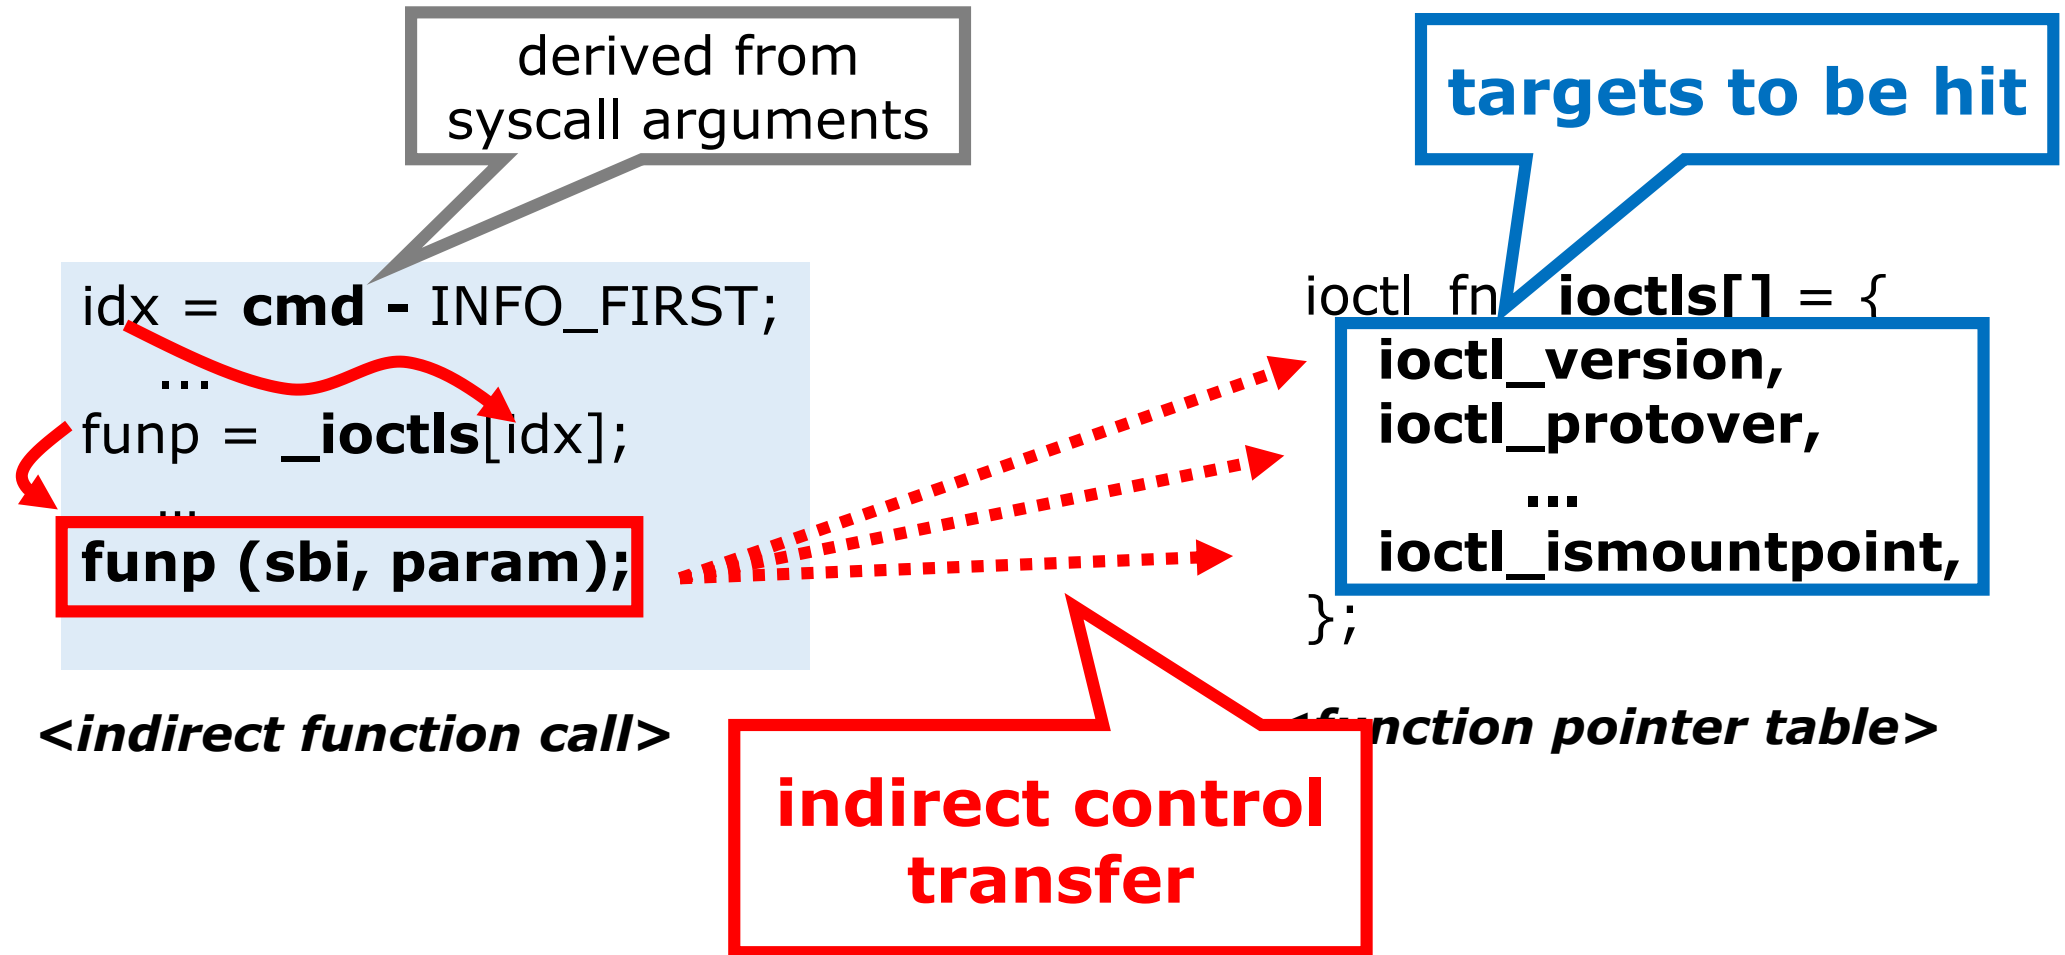 derived from
syscall arguments
targets to be hit
idx = cmd - INFO_FIRST;
...
funp = _ioctls[idx];
...
funp (sbi, param);
<indirect function call>
ioctl_fn _ioctls[] = {
ioctl_version,
ioctl_protover,
...
ioctl_ismountpoint,
};
<function pointer table>
indirect control
transfer